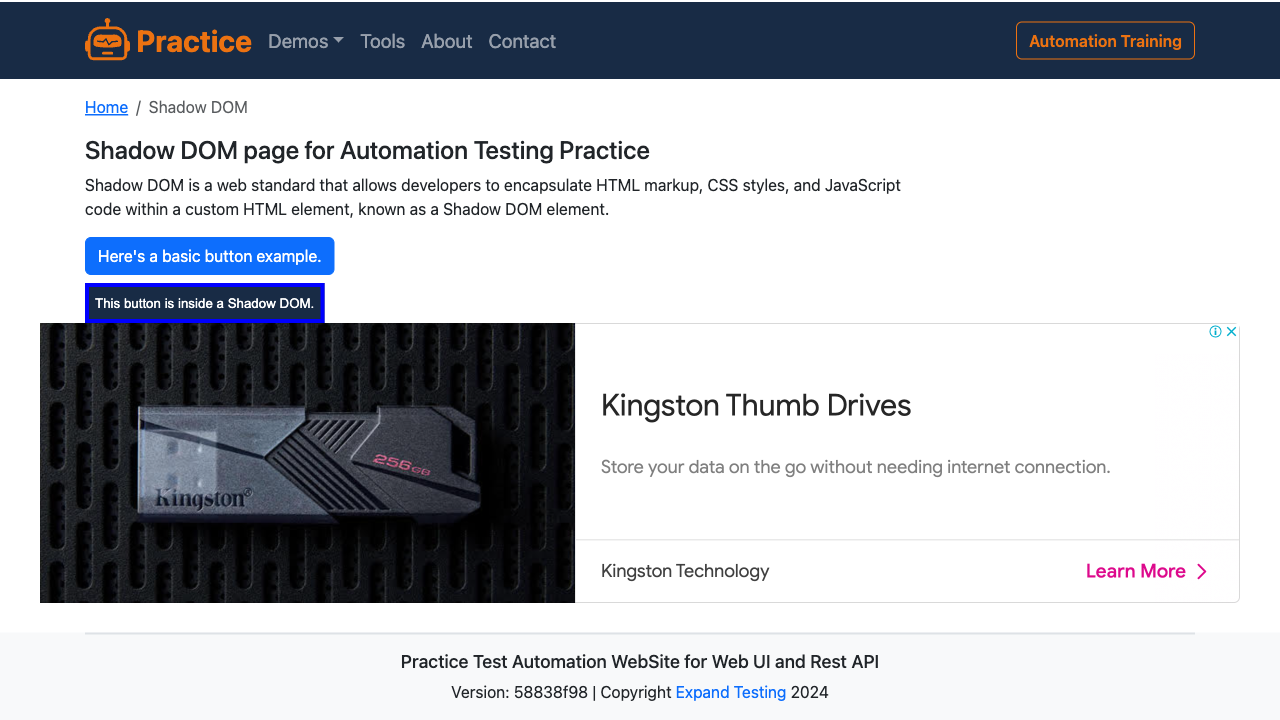 Practice Demos Tools About Contact Automation Training
Home / Shadow DOM
Shadow DOM page for Automation Testing Practice
Shadow DOM is a web standard that allows developers to encapsulate HTML markup, CSS styles, and JavaScript
code within a custom HTML element, known as a Shadow DOM element.
Here's a basic button example.
This button is inside a Shadow DOM.
256GB
Kingston®
Kingston Thumb Drives
Store your data on the go without needing internet connection.
Kingston Technology
Learn More
Practice Test Automation WebSite for Web UI and Rest API
Version: 58838f98 | Copyright Expand Testing 2024